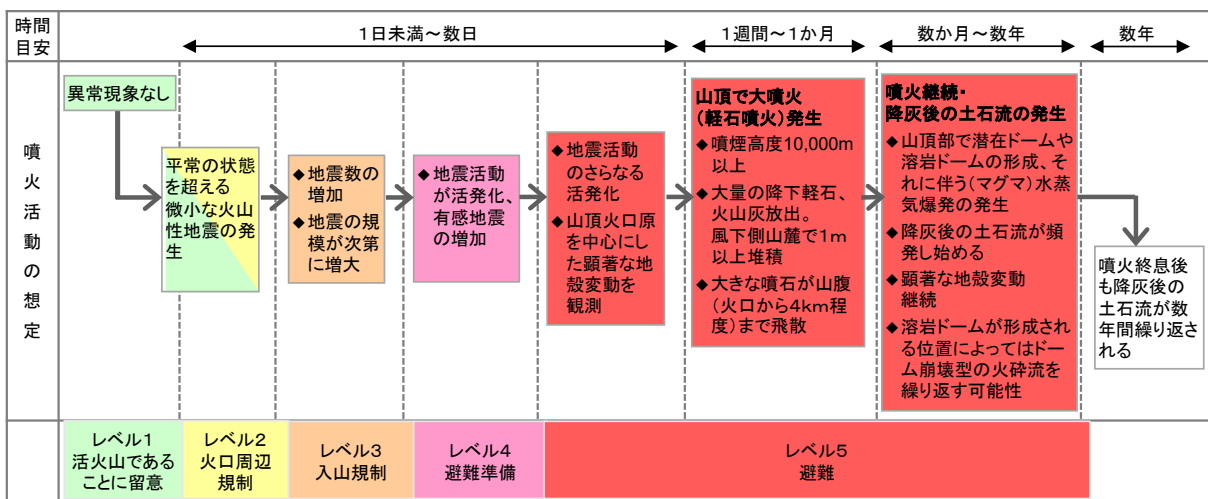 時間
目安
1日未満～数日
1週間～1か月
数か月～数年
数年
噴火活動の想定
異常現象なし
平常の状態
を超える
微小な火山
性地震の発
生
◆地震数の
増加
◆地震の規
模が次第
に増大
◆地震活動
が活発化、
有感地震
の増加
◆地震活動
のさらなる
活発化
◆山頂火口原
を中心にし
た顕著な地
殻変動を
観測
山頂で大噴火
（軽石噴火）発生
◆噴煙高度10,000m
以上
◆大量の降下軽石、
火山灰放出。
風下側山麓で1m
以上堆積
◆大きな噴石が山腹
（火口から4km程
度）まで飛散
噴火継続・
降灰後の土石流の発生
◆山頂部で潜在ドームや
溶岩ドームの形成、そ
れに伴う（マグマ）水蒸
気爆発の発生
◆降灰後の土石流が頻
発し始める
◆顕著な地殻変動
継続
◆溶岩ドームが形成され
る位置によってはドー
ム崩壊型の火砕流を
繰り返す可能性
噴火終息後
も降灰後の
土石流が数
年間繰り返さ
れる
レベル1
活火山である
ことに留意
レベル2
火口周辺
規制
レベル3
入山規制
レベル4
避難準備
レベル5
避難